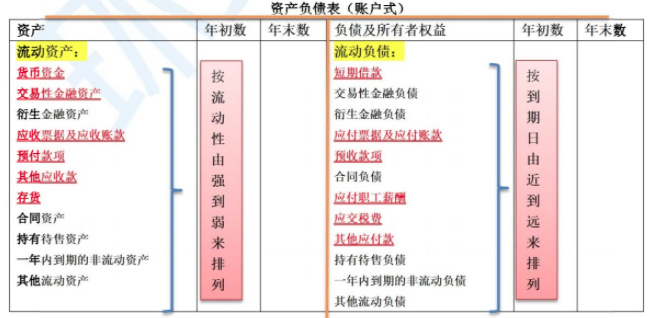 资产负债表（账户式）
资产 年初数 年末数 负债及所有者权益 年初数 年末数
流动资产： 流动负债：
货币资金 短期借款
交易性金融资产 交易性金融负债
衍生金融资产 衍生金融负债
应收票据及应收账款 应付票据及应付账款
预付款项 预收款项
其他应收款 合同负债
存货 应付职工薪酬
合同资产 应交税费
持有待售资产 其他应付款
一年内到期的非流动资产 持有待售负债
其他流动资产 一年内到期的非流动负债
其他流动负债
按流动性由强到弱来排列
按到期日由近到远来排列